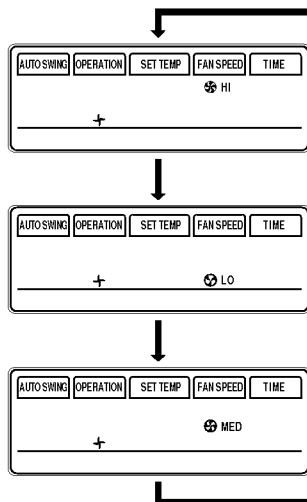 AUTO SWING OPERATION SET TEMP FAN SPEED TIME
HI
AUTO SWING OPERATION SET TEMP FAN SPEED TIME
LO
AUTO SWING OPERATION SET TEMP FAN SPEED TIME
MED